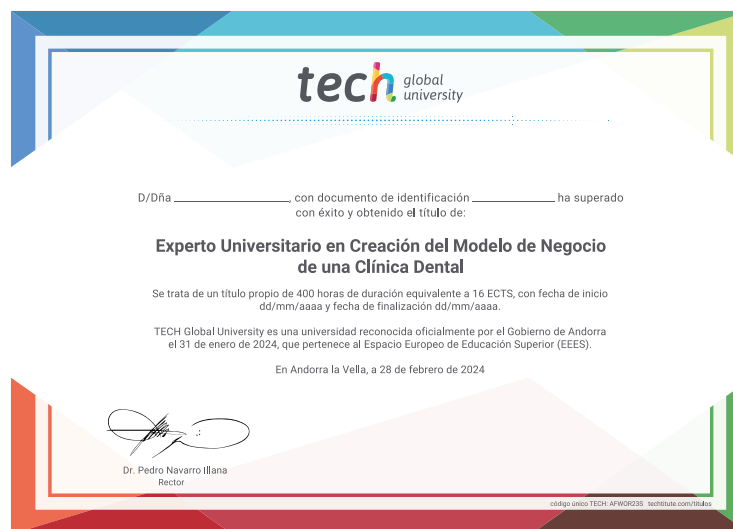 tech global
university
D/Dña ______________, con documento de identificación __________ ha superado
con éxito y obtenido el título de:
Experto Universitario en Creación del Modelo de Negocio
de una Clínica Dental
Se trata de un título propio de 400 horas de duración equivalente a 16 ECTS, con fecha de inicio
dd/mm/aaaa y fecha de finalización dd/mm/aaaa.
TECH Global University es una universidad reconocida oficialmente por el Gobierno de Andorra
el 31 de enero de 2024, que pertenece al Espacio Europeo de Educación Superior (EEES).
En Andorra la Vella, a 28 de febrero de 2024
Dr. Pedro Navarro Illana
Rector
código único TECH: AFWOR23S techtitute.com/titulos